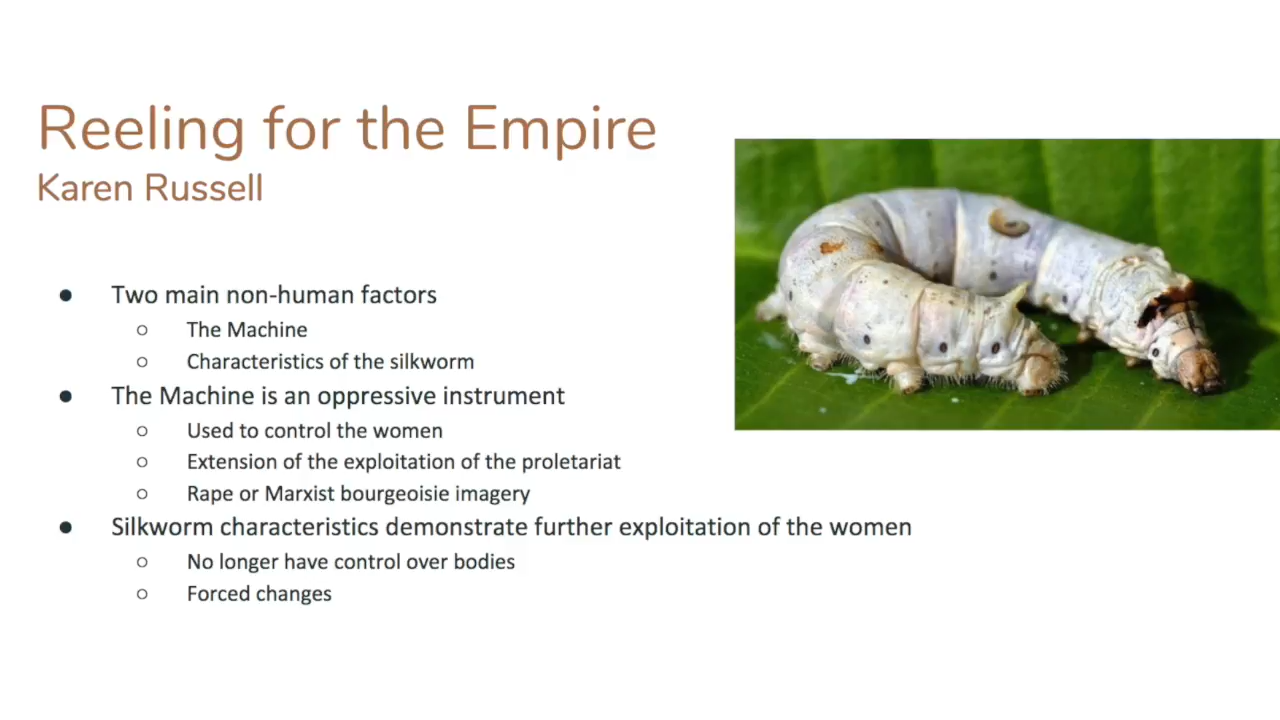 Reeling for the Empire
Karen Russell
● Two main non-human factors
○ The Machine
○ Characteristics of the silkworm
● The Machine is an oppressive instrument
○ Used to control the women
○ Extension of the exploitation of the proletariat
○ Rape or Marxist bourgeoisie imagery
● Silkworm characteristics demonstrate further exploitation of the women
○ No longer have control over bodies
○ Forced changes